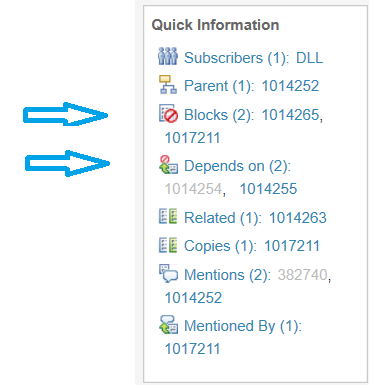 Quick Information
Subscribers (1): DLL
Parent (1): 1014252
Blocks (2): 1014265,
1017211
Depends on (2):
1014254, 1014255
Related (1): 1014263
Copies (1): 1017211
Mentions (2): 382740,
1014252
Mentioned By (1):
1017211